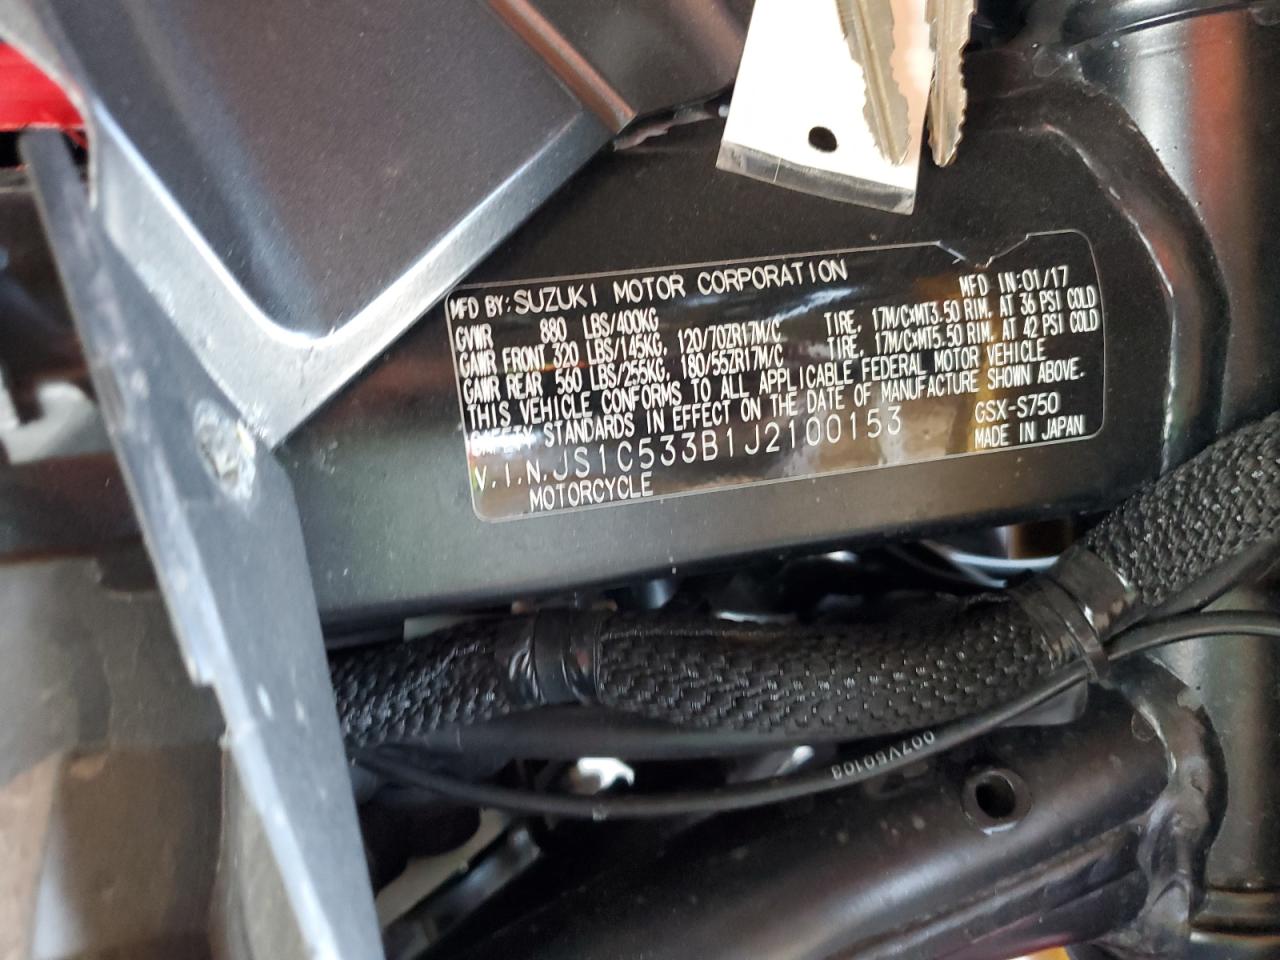 MFD BY: SUZUKI MOTOR CORPORATION MFD IN: 01/17
GVWR 880 LBS/400KG
GAWR FRONT 320 LBS/145KG, 120/70ZR17M/C TIRE, 17M/C×MT3.50 RIM, AT 36 PSI COLD
GAWR REAR 560 LBS/255KG, 180/55ZR17M/C TIRE, 17M/C×MT5.50 RIM, AT 42 PSI COLD
THIS VEHICLE CONFORMS TO ALL APPLICABLE FEDERAL MOTOR VEHICLE
SAFETY STANDARDS IN EFFECT ON THE DATE OF MANUFACTURE SHOWN ABOVE.
V.I.N. JS1C533B1J2100153 GSX-S750
MOTORCYCLE MADE IN JAPAN
007VB0108